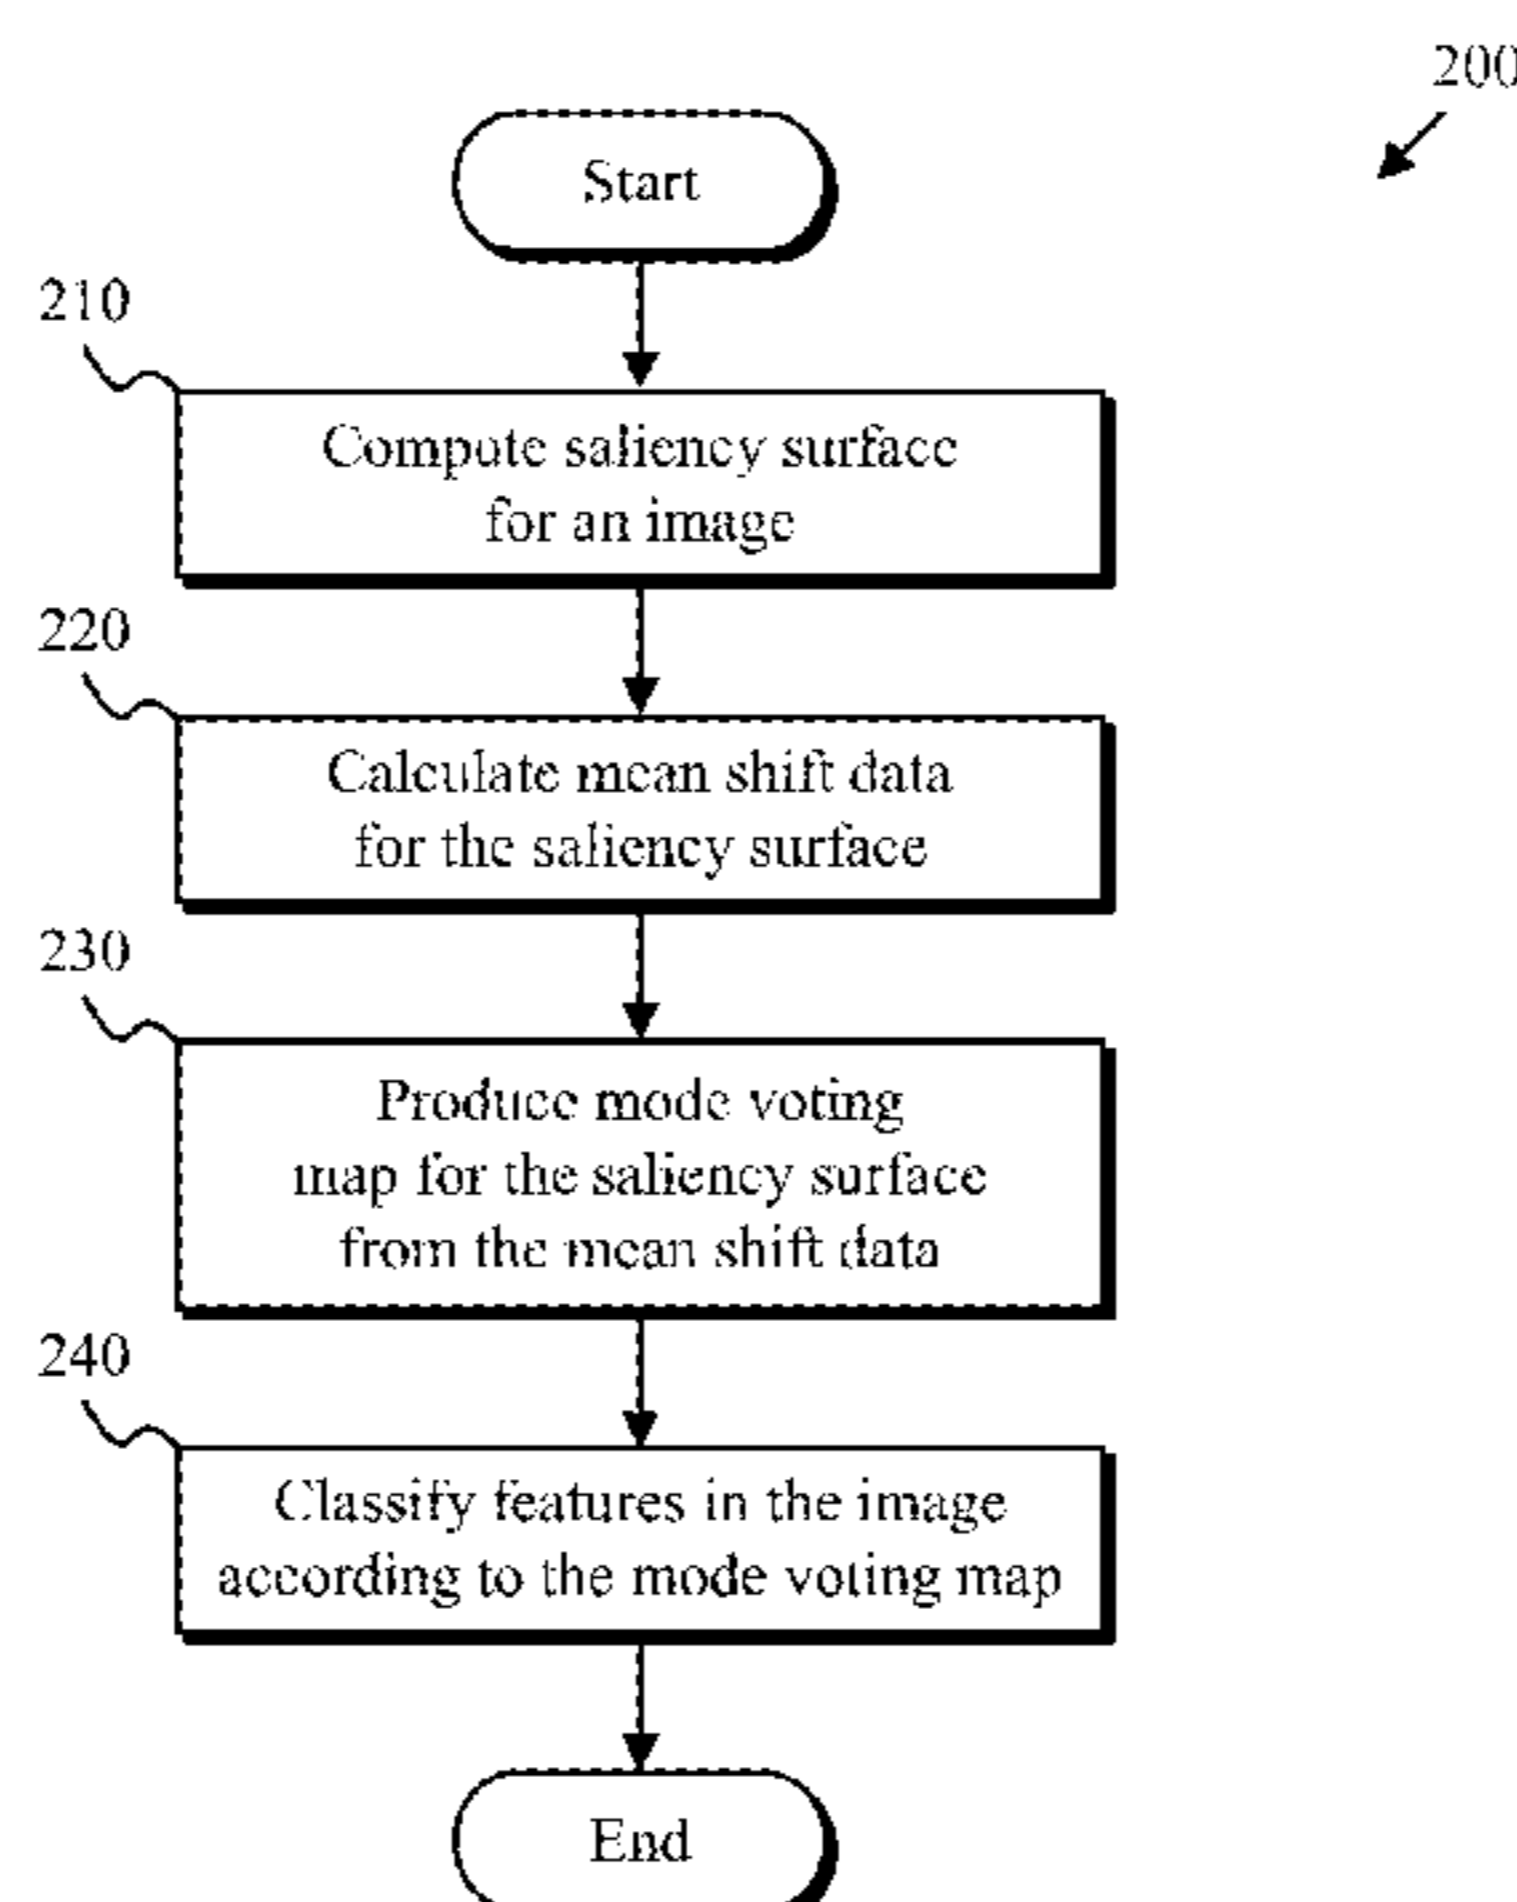 200
Start
210
Compute saliency surface
for an image
220
Calculate mean shift data
for the saliency surface
230
Produce mode voting
map for the saliency surface
from the mean shift data
240
Classify features in the image
according to the mode voting map
End